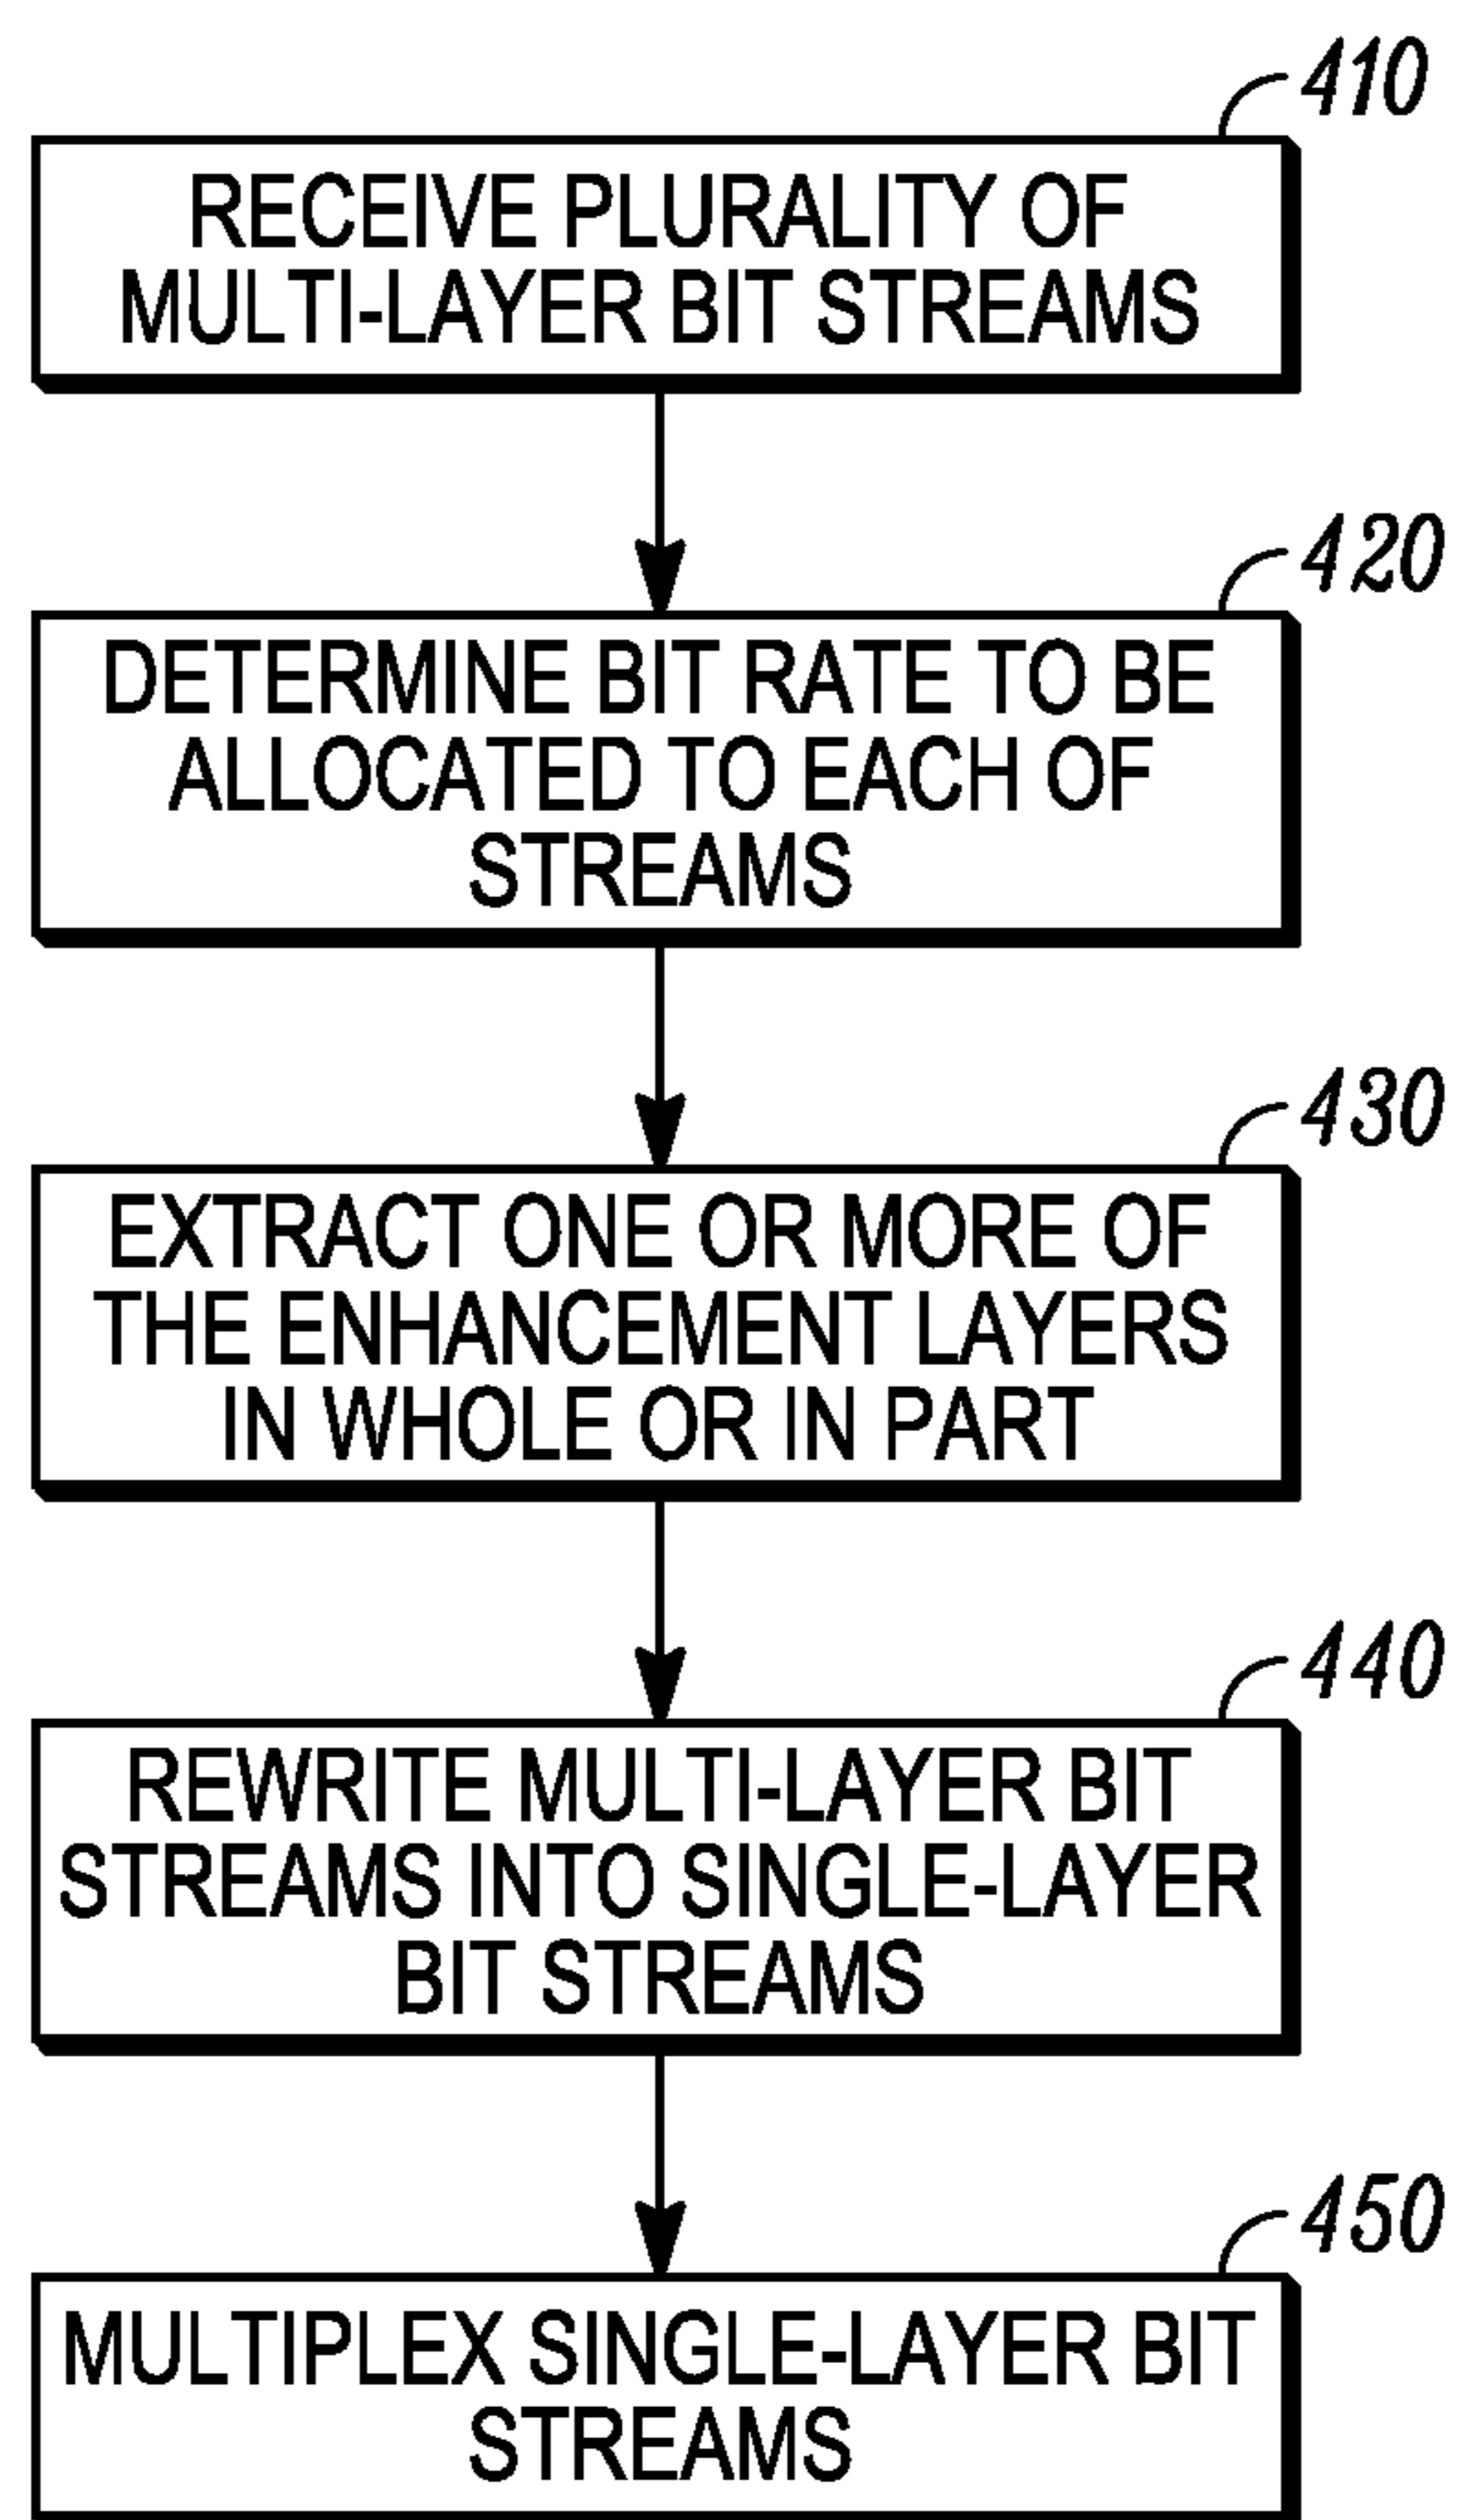 410
RECEIVE PLURALITY OF
MULTI-LAYER BIT STREAMS
420
DETERMINE BIT RATE TO BE
ALLOCATED TO EACH OF
STREAMS
430
EXTRACT ONE OR MORE OF
THE ENHANCEMENT LAYERS
IN WHOLE OR IN PART
440
REWRITE MULTI-LAYER BIT
STREAMS INTO SINGLE-LAYER
BIT STREAMS
450
MULTIPLEX SINGLE-LAYER BIT
STREAMS